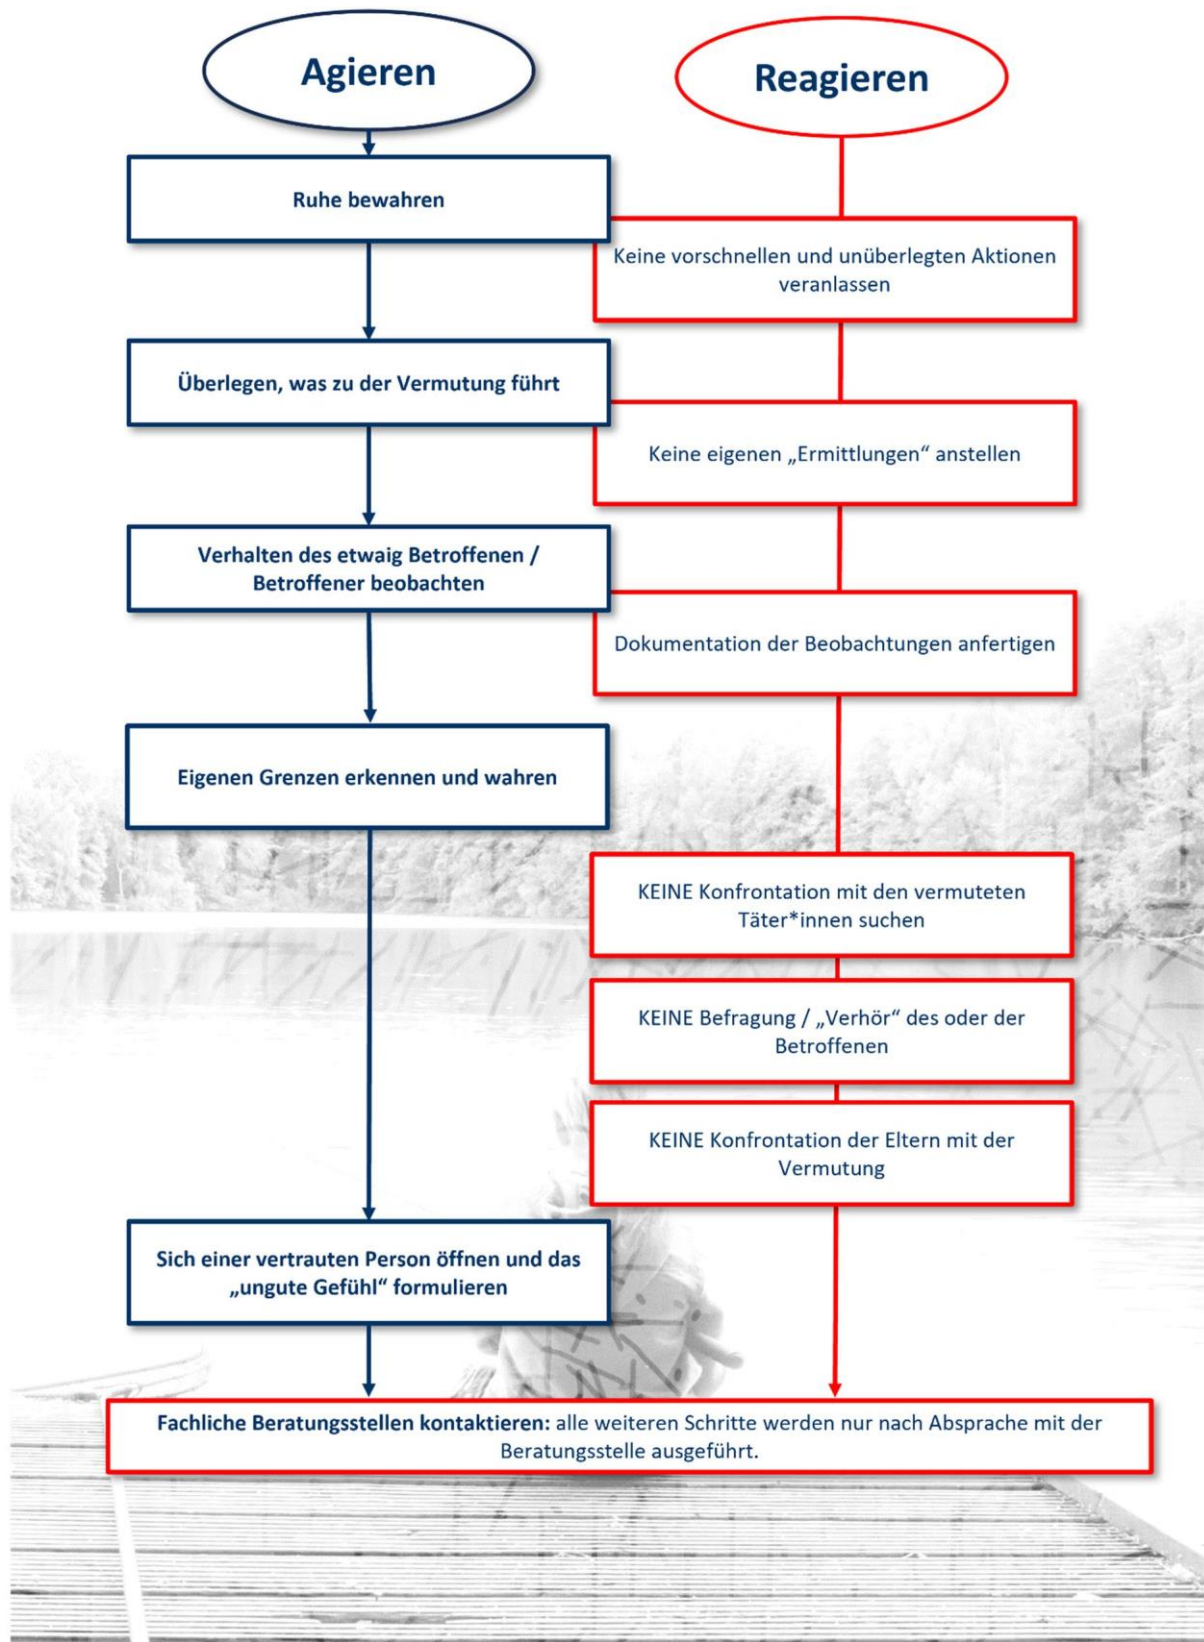 Agieren
Reagieren
Ruhe bewahren
Keine vorschnellen und unüberlegten Aktionen
veranlassen
Überlegen, was zu der Vermutung führt
Keine eigenen „Ermittlungen“ anstellen
Verhalten des etwaig Betroffenen /
Betroffener beobachten
Dokumentation der Beobachtungen anfertigen
Eigenen Grenzen erkennen und wahren
KEINE Konfrontation mit den vermuteten
Täter*innen suchen
KEINE Befragung / „Verhör“ des oder der
Betroffenen
KEINE Konfrontation der Eltern mit der
Vermutung
Sich einer vertrauten Person öffnen und das
„ungute Gefühl“ formulieren
Fachliche Beratungsstellen kontaktieren: alle weiteren Schritte werden nur nach Absprache mit der
Beratungsstelle ausgeführt.